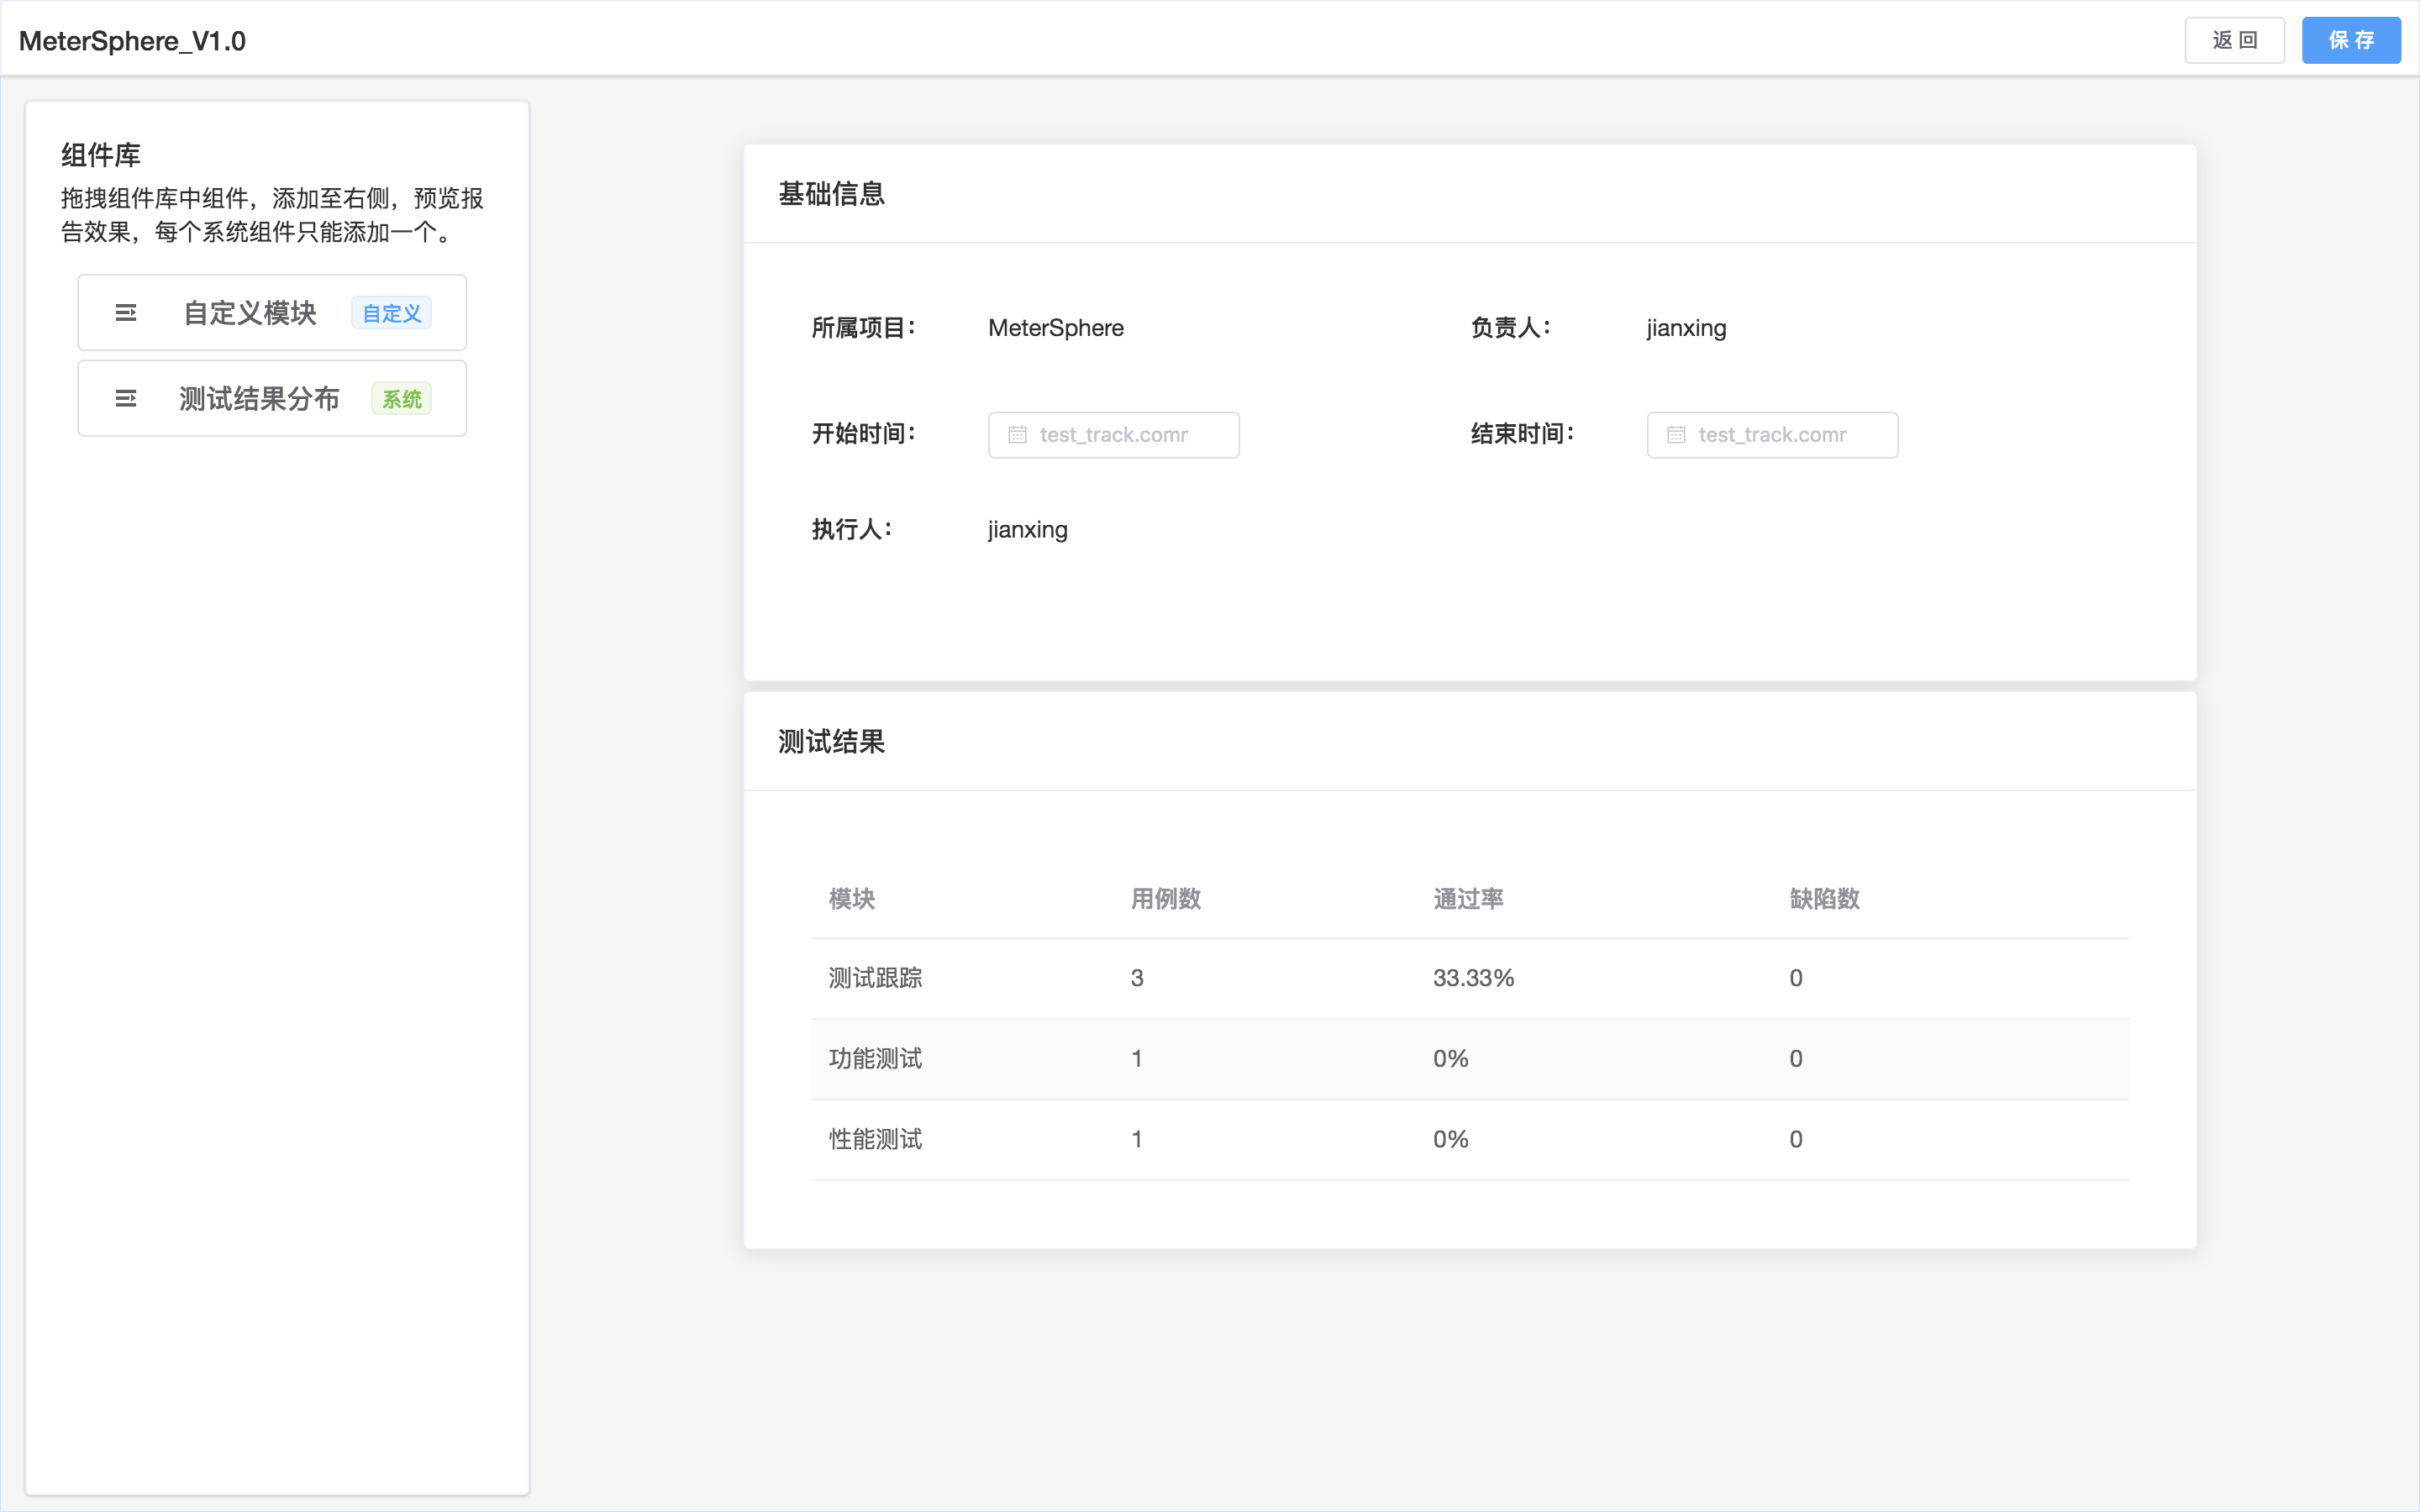 MeterSphere_V1.0
返 回
保 存
组件库
拖拽组件库中组件，添加至右侧，预览报
告效果，每个系统组件只能添加一个。
自定义模块 自定义
测试结果分布 系统
基础信息
所属项目： MeterSphere 负责人： jianxing
开始时间： test_track.comr 结束时间： test_track.comr
执行人： jianxing
测试结果
模块 用例数 通过率 缺陷数
测试跟踪 3 33.33% 0
功能测试 1 0% 0
性能测试 1 0% 0